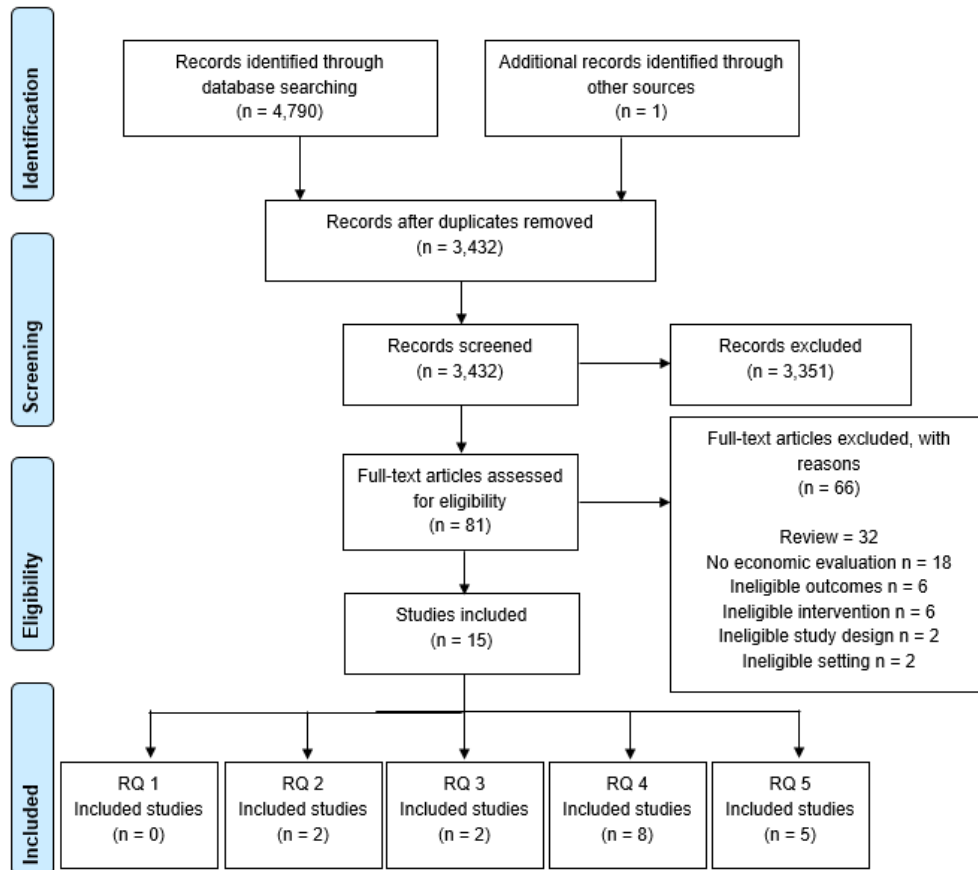 Identification
Records identified through
database searching
(n = 4,790)
Additional records identified through
other sources
(n = 1)
Records after duplicates removed
(n = 3,432)
Screening
Records screened
(n = 3,432)
Records excluded
(n = 3,351)
Eligibility
Full-text articles assessed
for eligibility
(n = 81)
Full-text articles excluded, with
reasons
(n = 66)
Review = 32
No economic evaluation n = 18
Ineligible outcomes n = 6
Ineligible intervention n = 6
Ineligible study design n = 2
Ineligible setting n = 2
Studies included
(n = 15)
Included
RQ 1
Included studies
(n = 0)
RQ 2
Included studies
(n = 2)
RQ 3
Included studies
(n = 2)
RQ 4
Included studies
(n = 8)
RQ 5
Included studies
(n = 5)